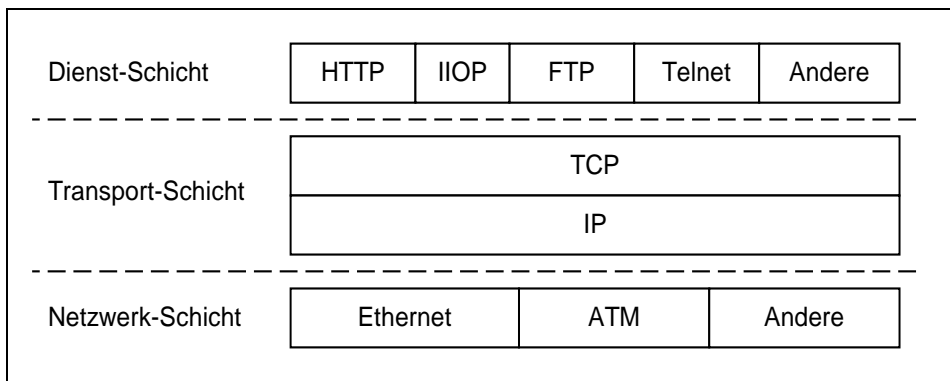 Dienst-Schicht HTTP IIOP FTP Telnet Andere
TCP
Transport-Schicht
IP
Netzwerk-Schicht Ethernet ATM Andere